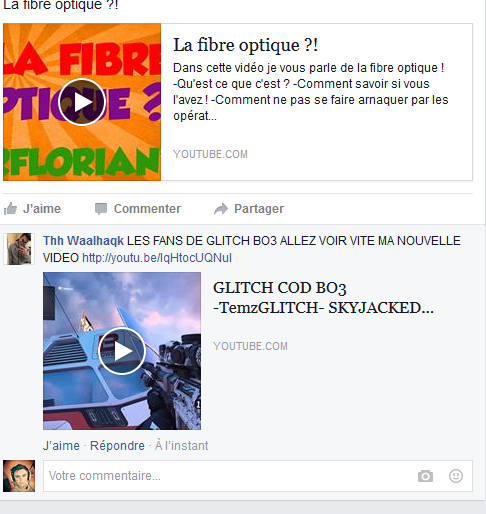 La fibre optique ?!
LA FIBRE
PTIQUE ?
RFLORIAN
La fibre optique ?!
Dans cette vidéo je vous parle de la fibre optique !
-Qu'est ce que c'est ? -Comment savoir si vous
l'avez ! -Comment ne pas se faire arnaquer par les
opérat...
YOUTUBE.COM
J'aime
Commenter
Partager
Thh Waalhaqk LES FANS DE GLITCH BO3 ALLEZ VOIR VITE MA NOUVELLE
VIDEO http://youtu.be/lqHtocUQNuI
GLITCH COD BO3
-TemzGLITCH- SKYJACKED...
YOUTUBE.COM
J'aime · Répondre · À l'instant
Votre commentaire...